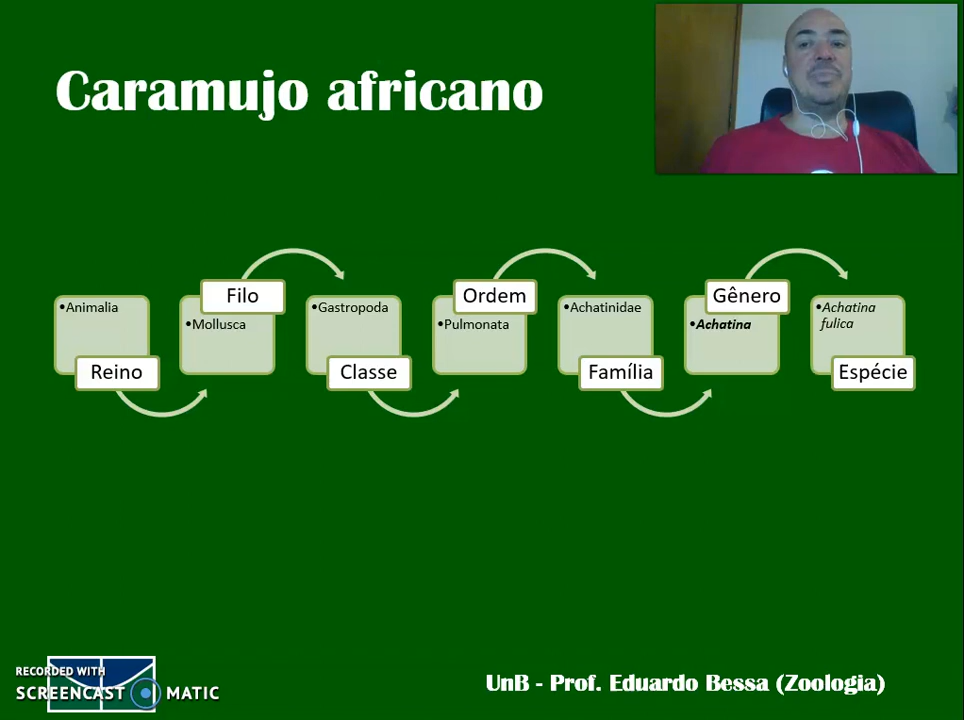 Caramujo africano
•Animalia
Reino
Filo
•Mollusca
•Gastropoda
Classe
Ordem
•Pulmonata
•Achatinidae
Família
Gênero
•Achatina
•Achatina
fulica
Espécie
RECORDED WITH
SCREENCAST MATIC
UnB - Prof. Eduardo Bessa (Zoologia)